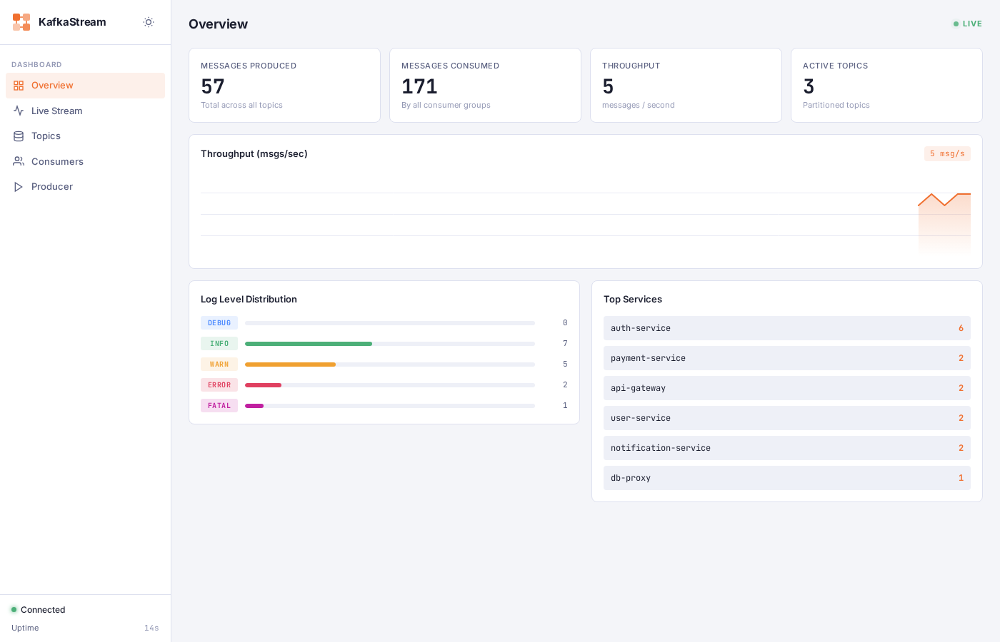 KafkaStream
DASHBOARD
Overview
Live Stream
Topics
Consumers
Producer
Connected
Uptime 14s
Overview
LIVE
MESSAGES PRODUCED
57
Total across all topics
MESSAGES CONSUMED
171
By all consumer groups
THROUGHPUT
5
messages / second
ACTIVE TOPICS
3
Partitioned topics
Throughput (msgs/sec)
5 msg/s
Log Level Distribution
DEBUG 0
INFO 7
WARN 5
ERROR 2
FATAL 1
Top Services
auth-service 6
payment-service 2
api-gateway 2
user-service 2
notification-service 2
db-proxy 1